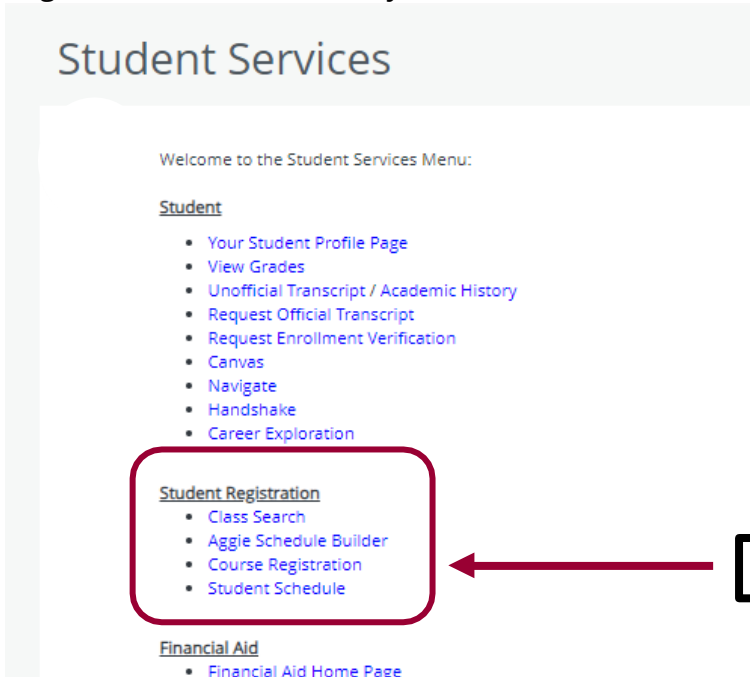 Student Services
Welcome to the Student Services Menu:
Student
• Your Student Profile Page
• View Grades
• Unofficial Transcript / Academic History
• Request Official Transcript
• Request Enrollment Verification
• Canvas
• Navigate
• Handshake
• Career Exploration
Student Registration
• Class Search
• Aggie Schedule Builder
• Course Registration
• Student Schedule
Financial Aid
• Financial Aid Home Page